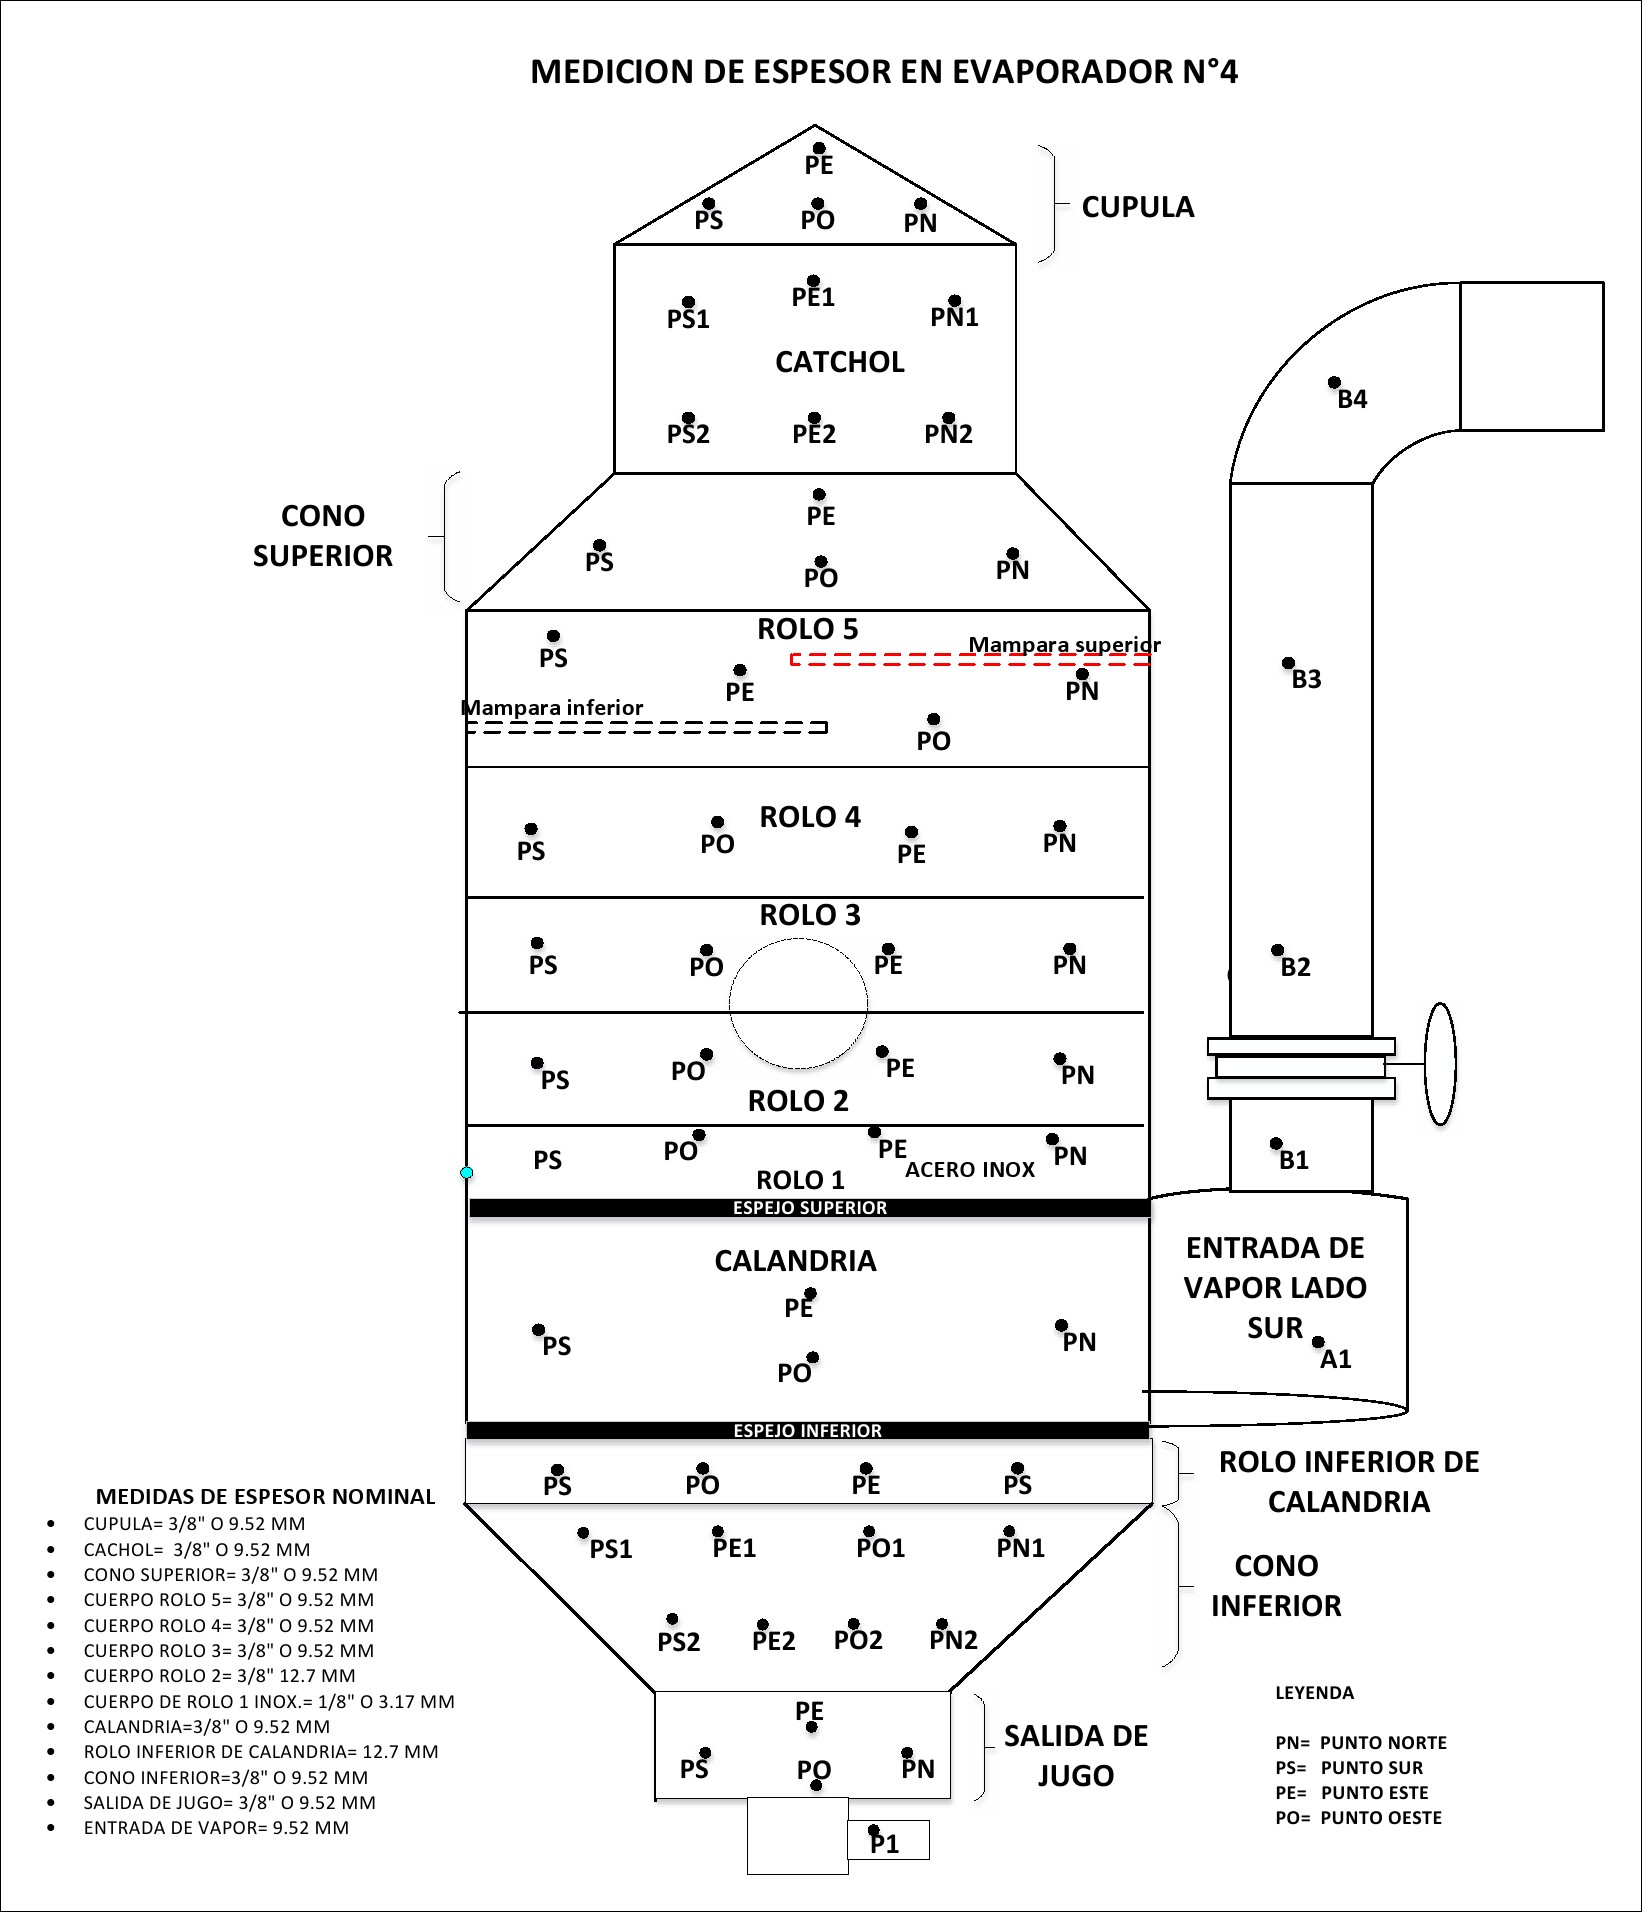 MEDICION DE ESPESOR EN EVAPORADOR N°4
PE
PS
PO
PN
CUPULA
PS1
PE1
PN1
CATCHOL
PS2
PE2
PN2
B4
CONO
SUPERIOR
PE
PS
PO
PN
ROLO 5
Mampara superior
PS
PE
PN
B3
Mampara inferior
PO
ROLO 4
PS
PO
PE
PN
ROLO 3
PS
PO
PE
PN
B2
PS
PO
PE
PN
ROLO 2
PS
PO
PE
PN
B1
ACERO INOX
ROLO 1
ESPEJO SUPERIOR
CALANDRIA
ENTRADA DE
VAPOR LADO
SUR
PE
PS
PN
PO
A1
ESPEJO INFERIOR
PS
PO
PE
PS
ROLO INFERIOR DE
CALANDRIA
PS1
PE1
PO1
PN1
CONO
INFERIOR
PS2
PE2
PO2
PN2
PE
PS
PO
PN
SALIDA DE
JUGO
P1
MEDIDAS DE ESPESOR NOMINAL
• CUPULA= 3/8" O 9.52 MM
• CACHOL=  3/8" O 9.52 MM
• CONO SUPERIOR= 3/8" O 9.52 MM
• CUERPO ROLO 5= 3/8" O 9.52 MM
• CUERPO ROLO 4= 3/8" O 9.52 MM
• CUERPO ROLO 3= 3/8" O 9.52 MM
• CUERPO ROLO 2= 3/8" 12.7 MM
• CUERPO DE ROLO 1 INOX.= 1/8" O 3.17 MM
• CALANDRIA=3/8" O 9.52 MM
• ROLO INFERIOR DE CALANDRIA= 12.7 MM
• CONO INFERIOR=3/8" O 9.52 MM
• SALIDA DE JUGO= 3/8" O 9.52 MM
• ENTRADA DE VAPOR= 9.52 MM
LEYENDA
PN=  PUNTO NORTE
PS=   PUNTO SUR
PE=   PUNTO ESTE
PO=  PUNTO OESTE